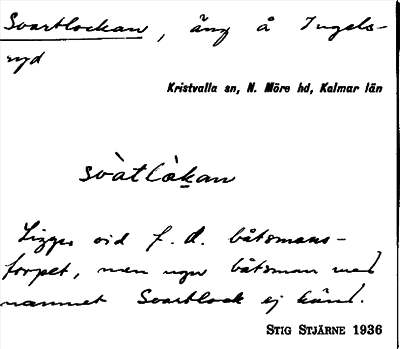 Svartlockan, äng å Ingels-
ryd
Kristvalla sn, N. Möre hd, Kalmar län
svàtlòkan
Ligger vid f. d. båtsmans-
torpet, men ngn båtsman med
namnet Svartlock ej känd.
STIG STJÄRNE 1936